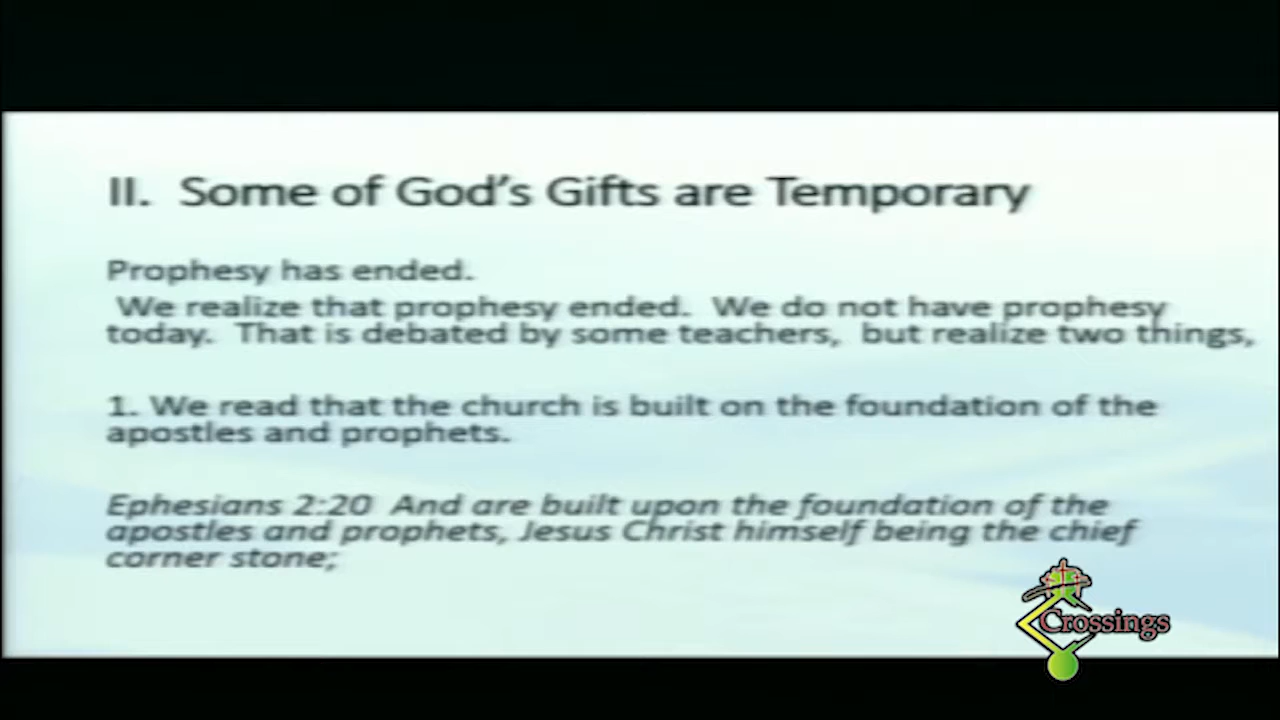 II. Some of God's Gifts are Temporary
Prophesy has ended.
We realize that prophesy ended. We do not have prophesy
today. That is debated by some teachers, but realize two things,
1. We read that the church is built on the foundation of the
apostles and prophets.
Ephesians 2:20 And are built upon the foundation of the
apostles and prophets, Jesus Christ himself being the chief
corner stone;
Crossings